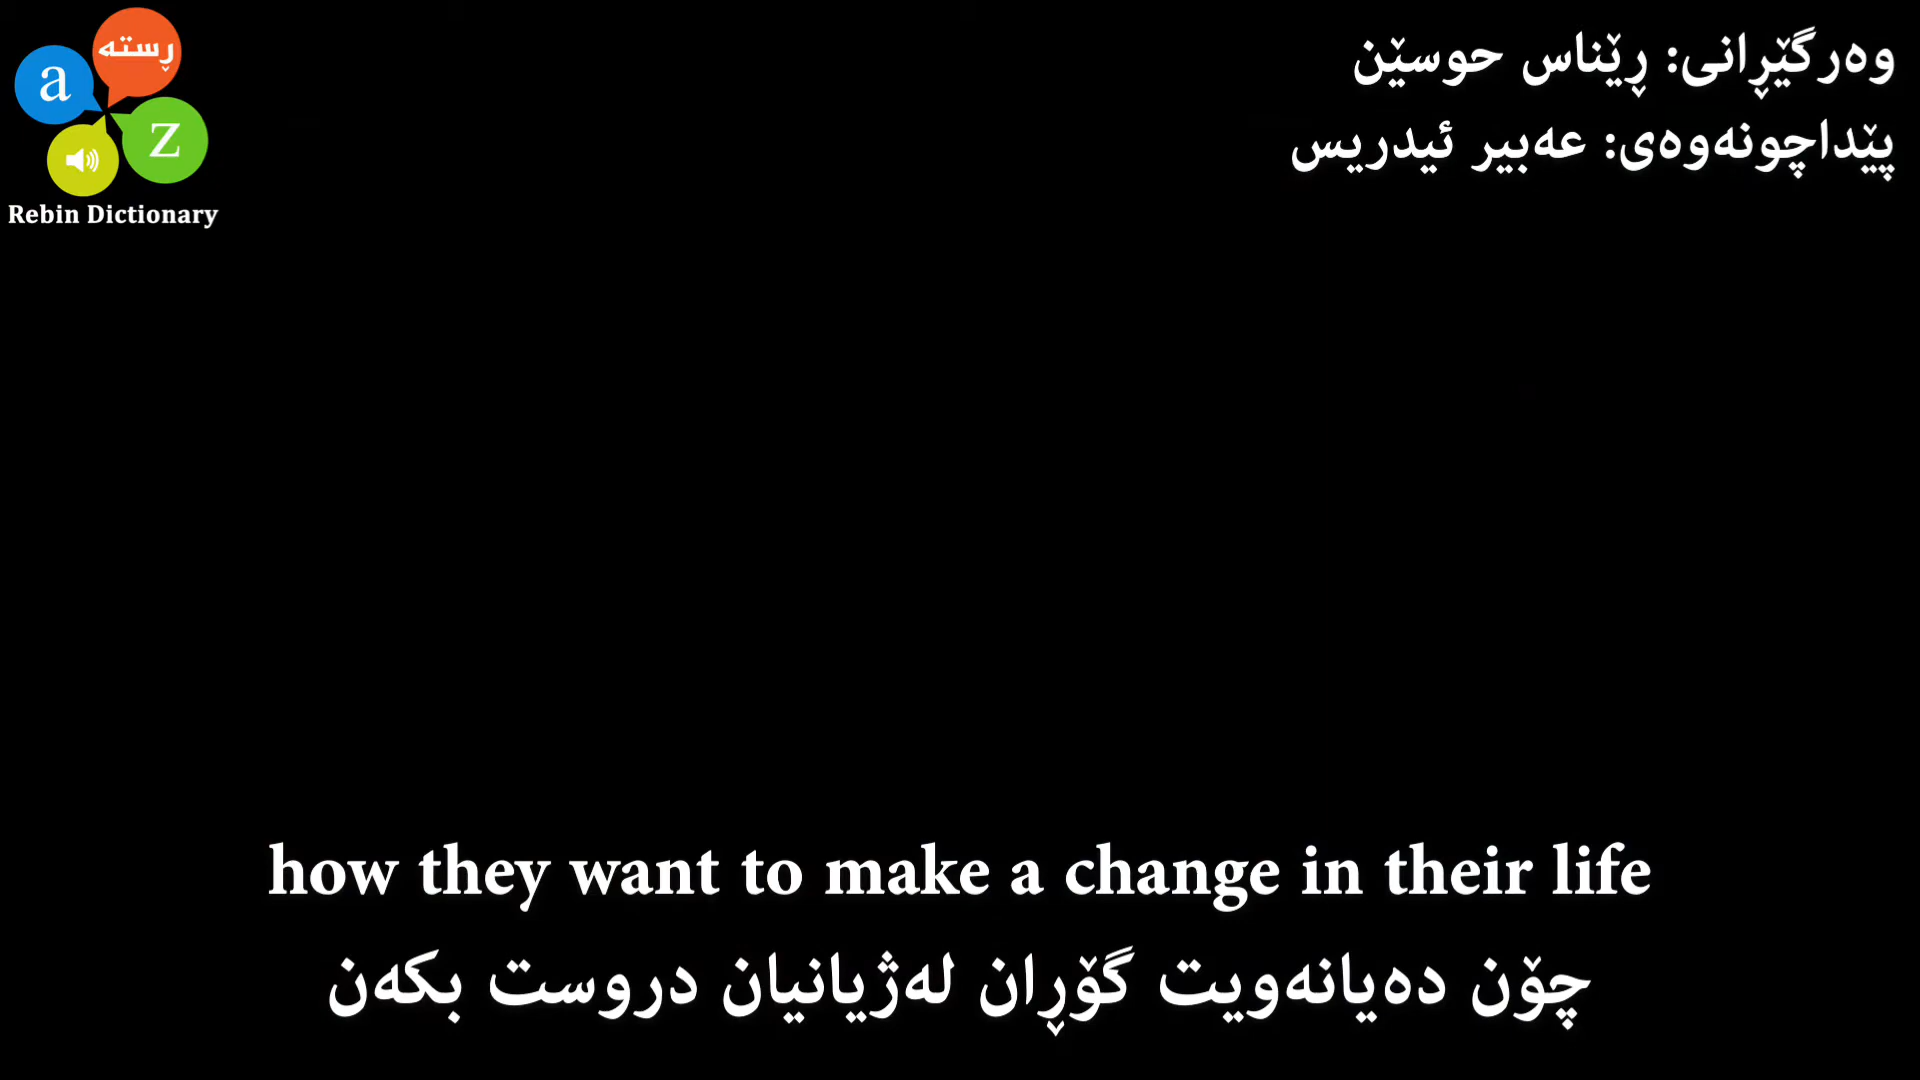 ڕستە
a
z
Rebin Dictionary
وەرگێڕانی: ڕێناس حوسێن
پێداچونەوەی: عەبیر ئیدریس
how they want to make a change in their life
چۆن دەیانەویت گۆڕان لەژیانیان دروست بکەن